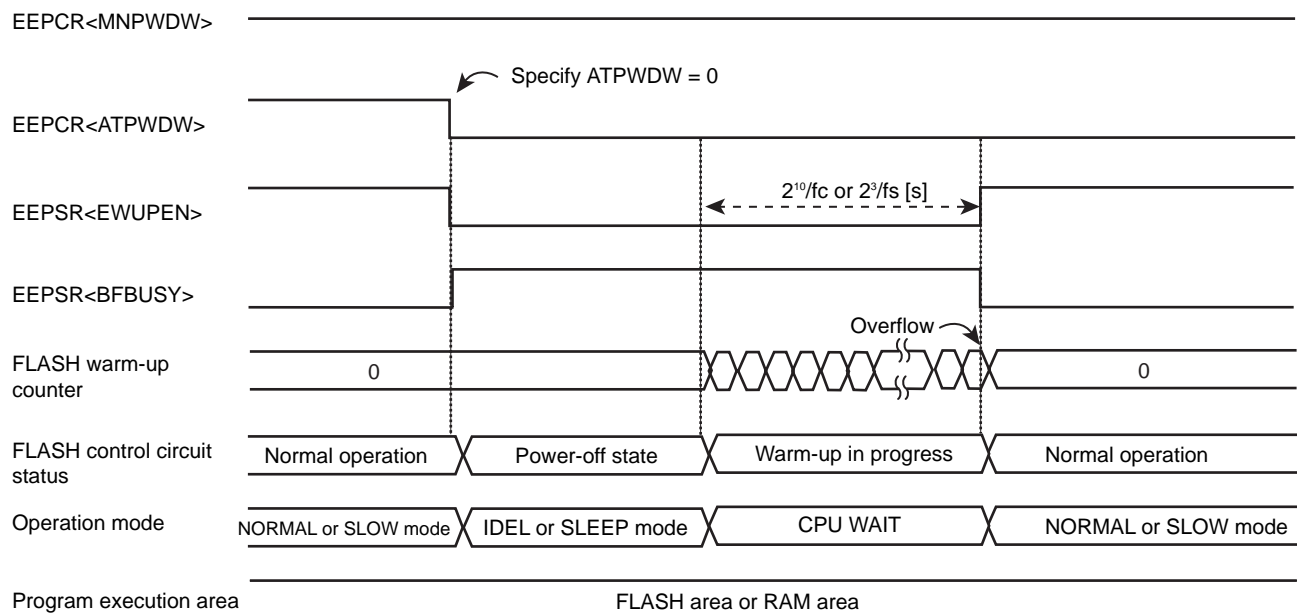 EEPCR<MNPWDW>
Specify ATPWDW = 0
EEPCR<ATPWDW>
2¹⁰/fc or 2³/fs [s]
EEPSR<EWUPEN>
EEPSR<BFBUSY>
Overflow
FLASH warm-up
counter
0
0
FLASH control circuit
status
Normal operation
Power-off state
Warm-up in progress
Normal operation
Operation mode
NORMAL or SLOW mode
IDEL or SLEEP mode
CPU WAIT
NORMAL or SLOW mode
Program execution area
FLASH area or RAM area